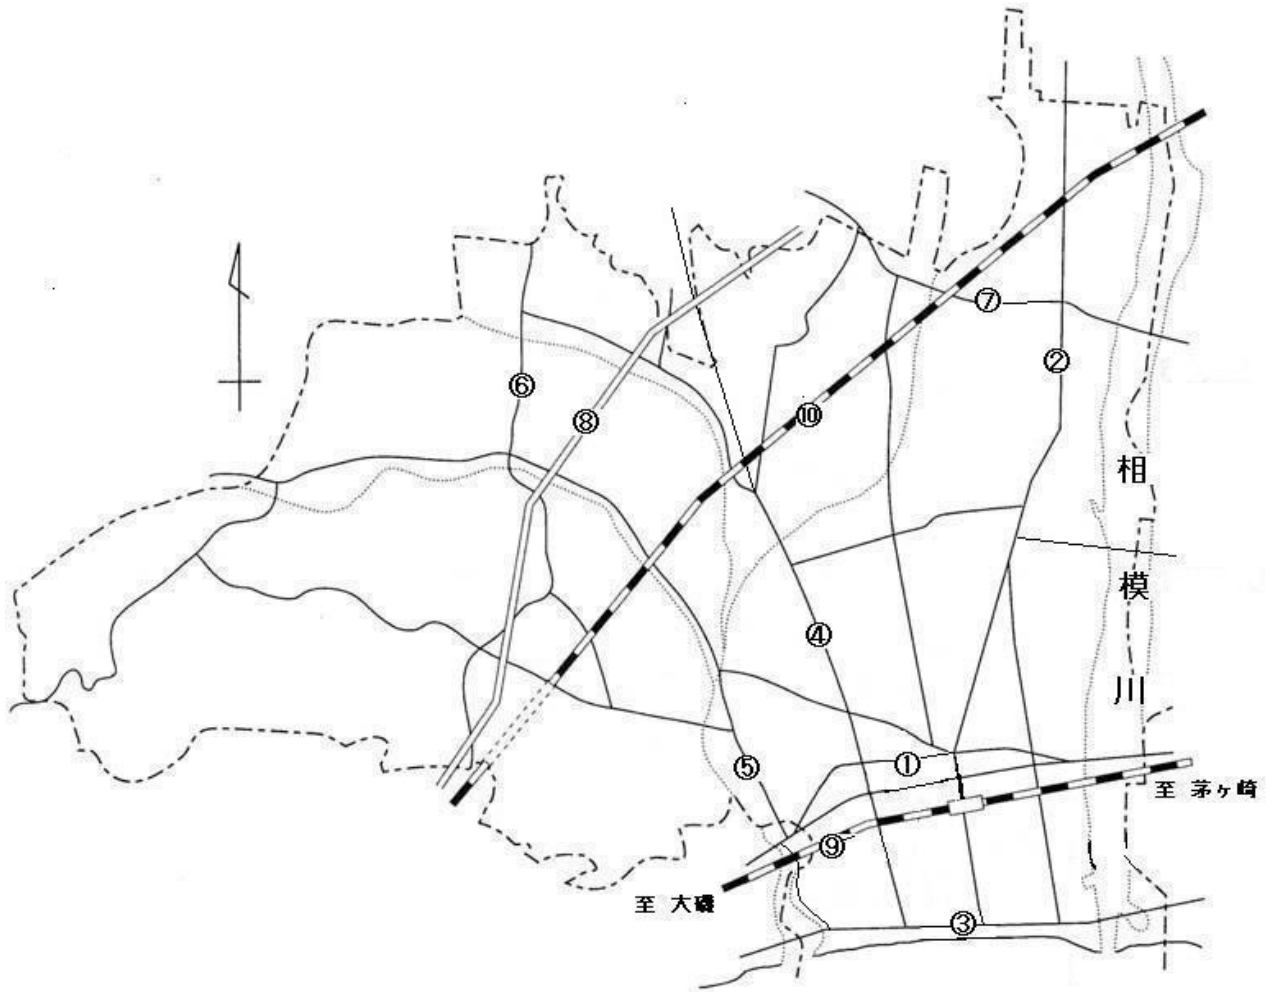 ⑦
②
⑥
⑩
⑧
相
模
川
④
①
⑤
至 茅ヶ崎
⑨
至 大磯
③